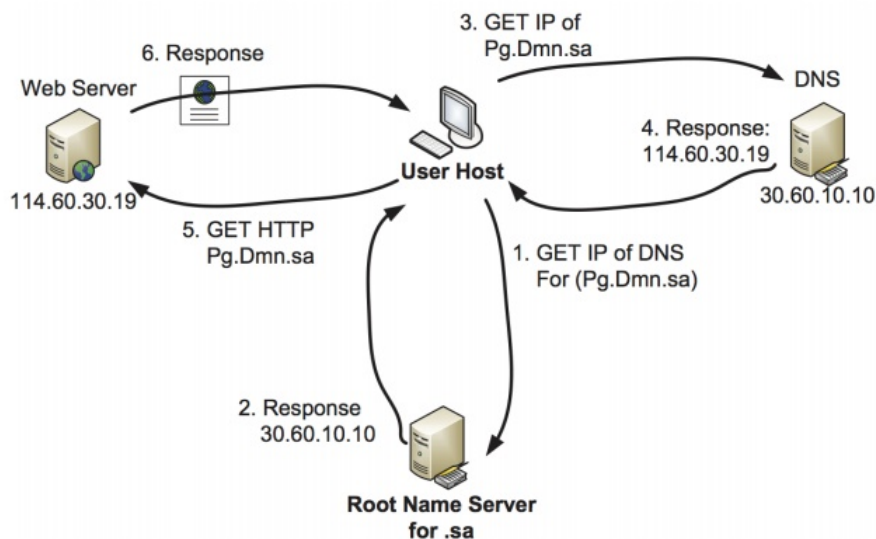 3. GET IP of
Pg.Dmn.sa
6. Response
Web Server
DNS
4. Response:
114.60.30.19
User Host
114.60.30.19
30.60.10.10
5. GET HTTP
Pg.Dmn.sa
1. GET IP of DNS
For (Pg.Dmn.sa)
2. Response
30.60.10.10
Root Name Server
for .sa